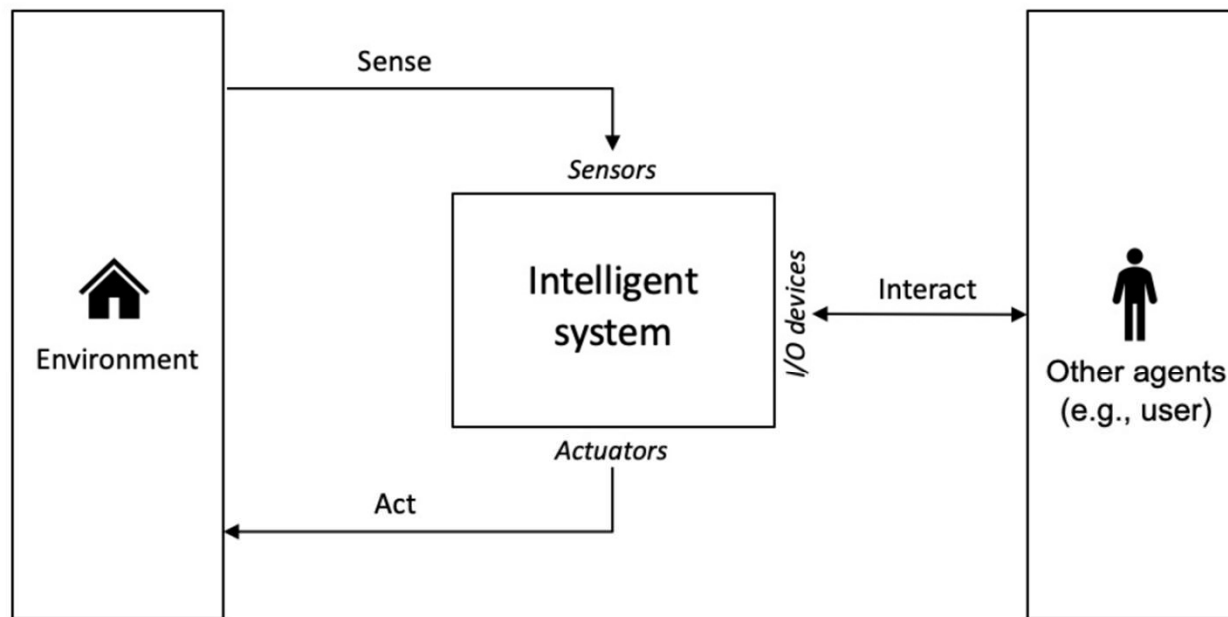 Sense
Sensors
Intelligent
system
I/O devices
Interact
Environment
Other agents
(e.g., user)
Actuators
Act